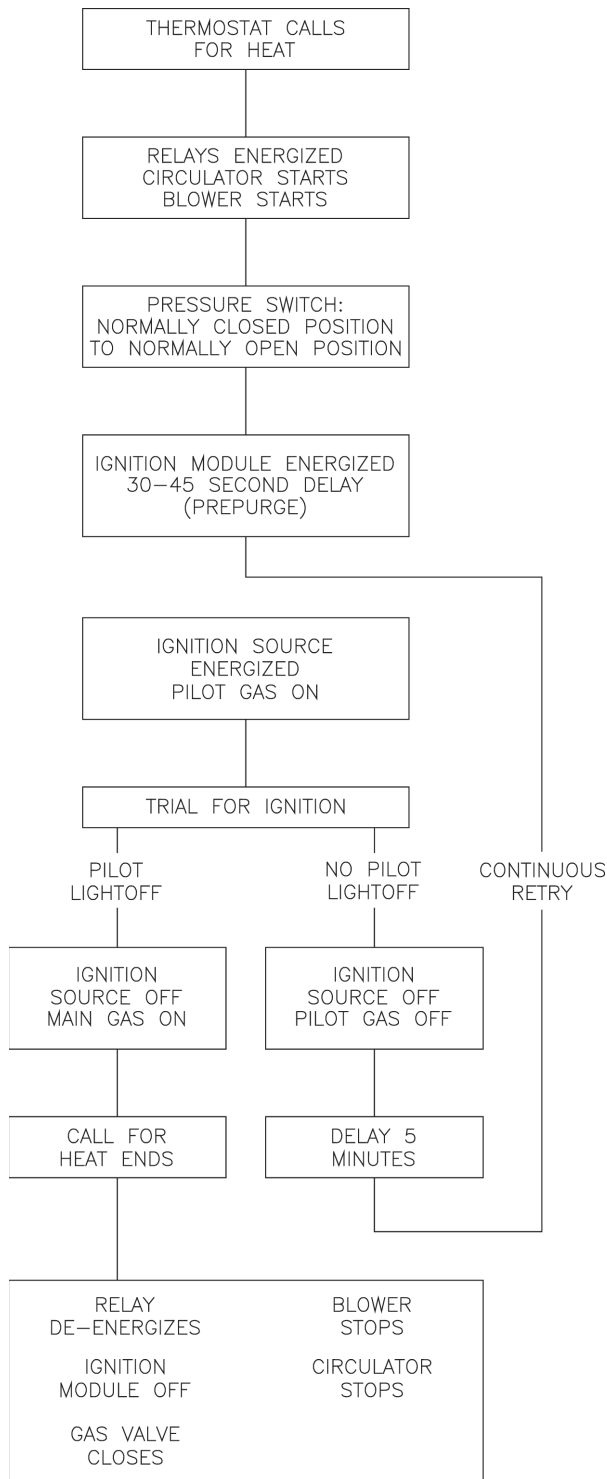 THERMOSTAT CALLS
FOR HEAT
RELAYS ENERGIZED
CIRCULATOR STARTS
BLOWER STARTS
PRESSURE SWITCH:
NORMALLY CLOSED POSITION
TO NORMALLY OPEN POSITION
IGNITION MODULE ENERGIZED
30-45 SECOND DELAY
(PREPURGE)
IGNITION SOURCE
ENERGIZED
PILOT GAS ON
TRIAL FOR IGNITION
PILOT
LIGHTOFF
NO PILOT
LIGHTOFF
CONTINUOUS
RETRY
IGNITION
SOURCE OFF
MAIN GAS ON
IGNITION
SOURCE OFF
PILOT GAS OFF
CALL FOR
HEAT ENDS
DELAY 5
MINUTES
RELAY
DE-ENERGIZES
BLOWER
STOPS
IGNITION
MODULE OFF
CIRCULATOR
STOPS
GAS VALVE
CLOSES